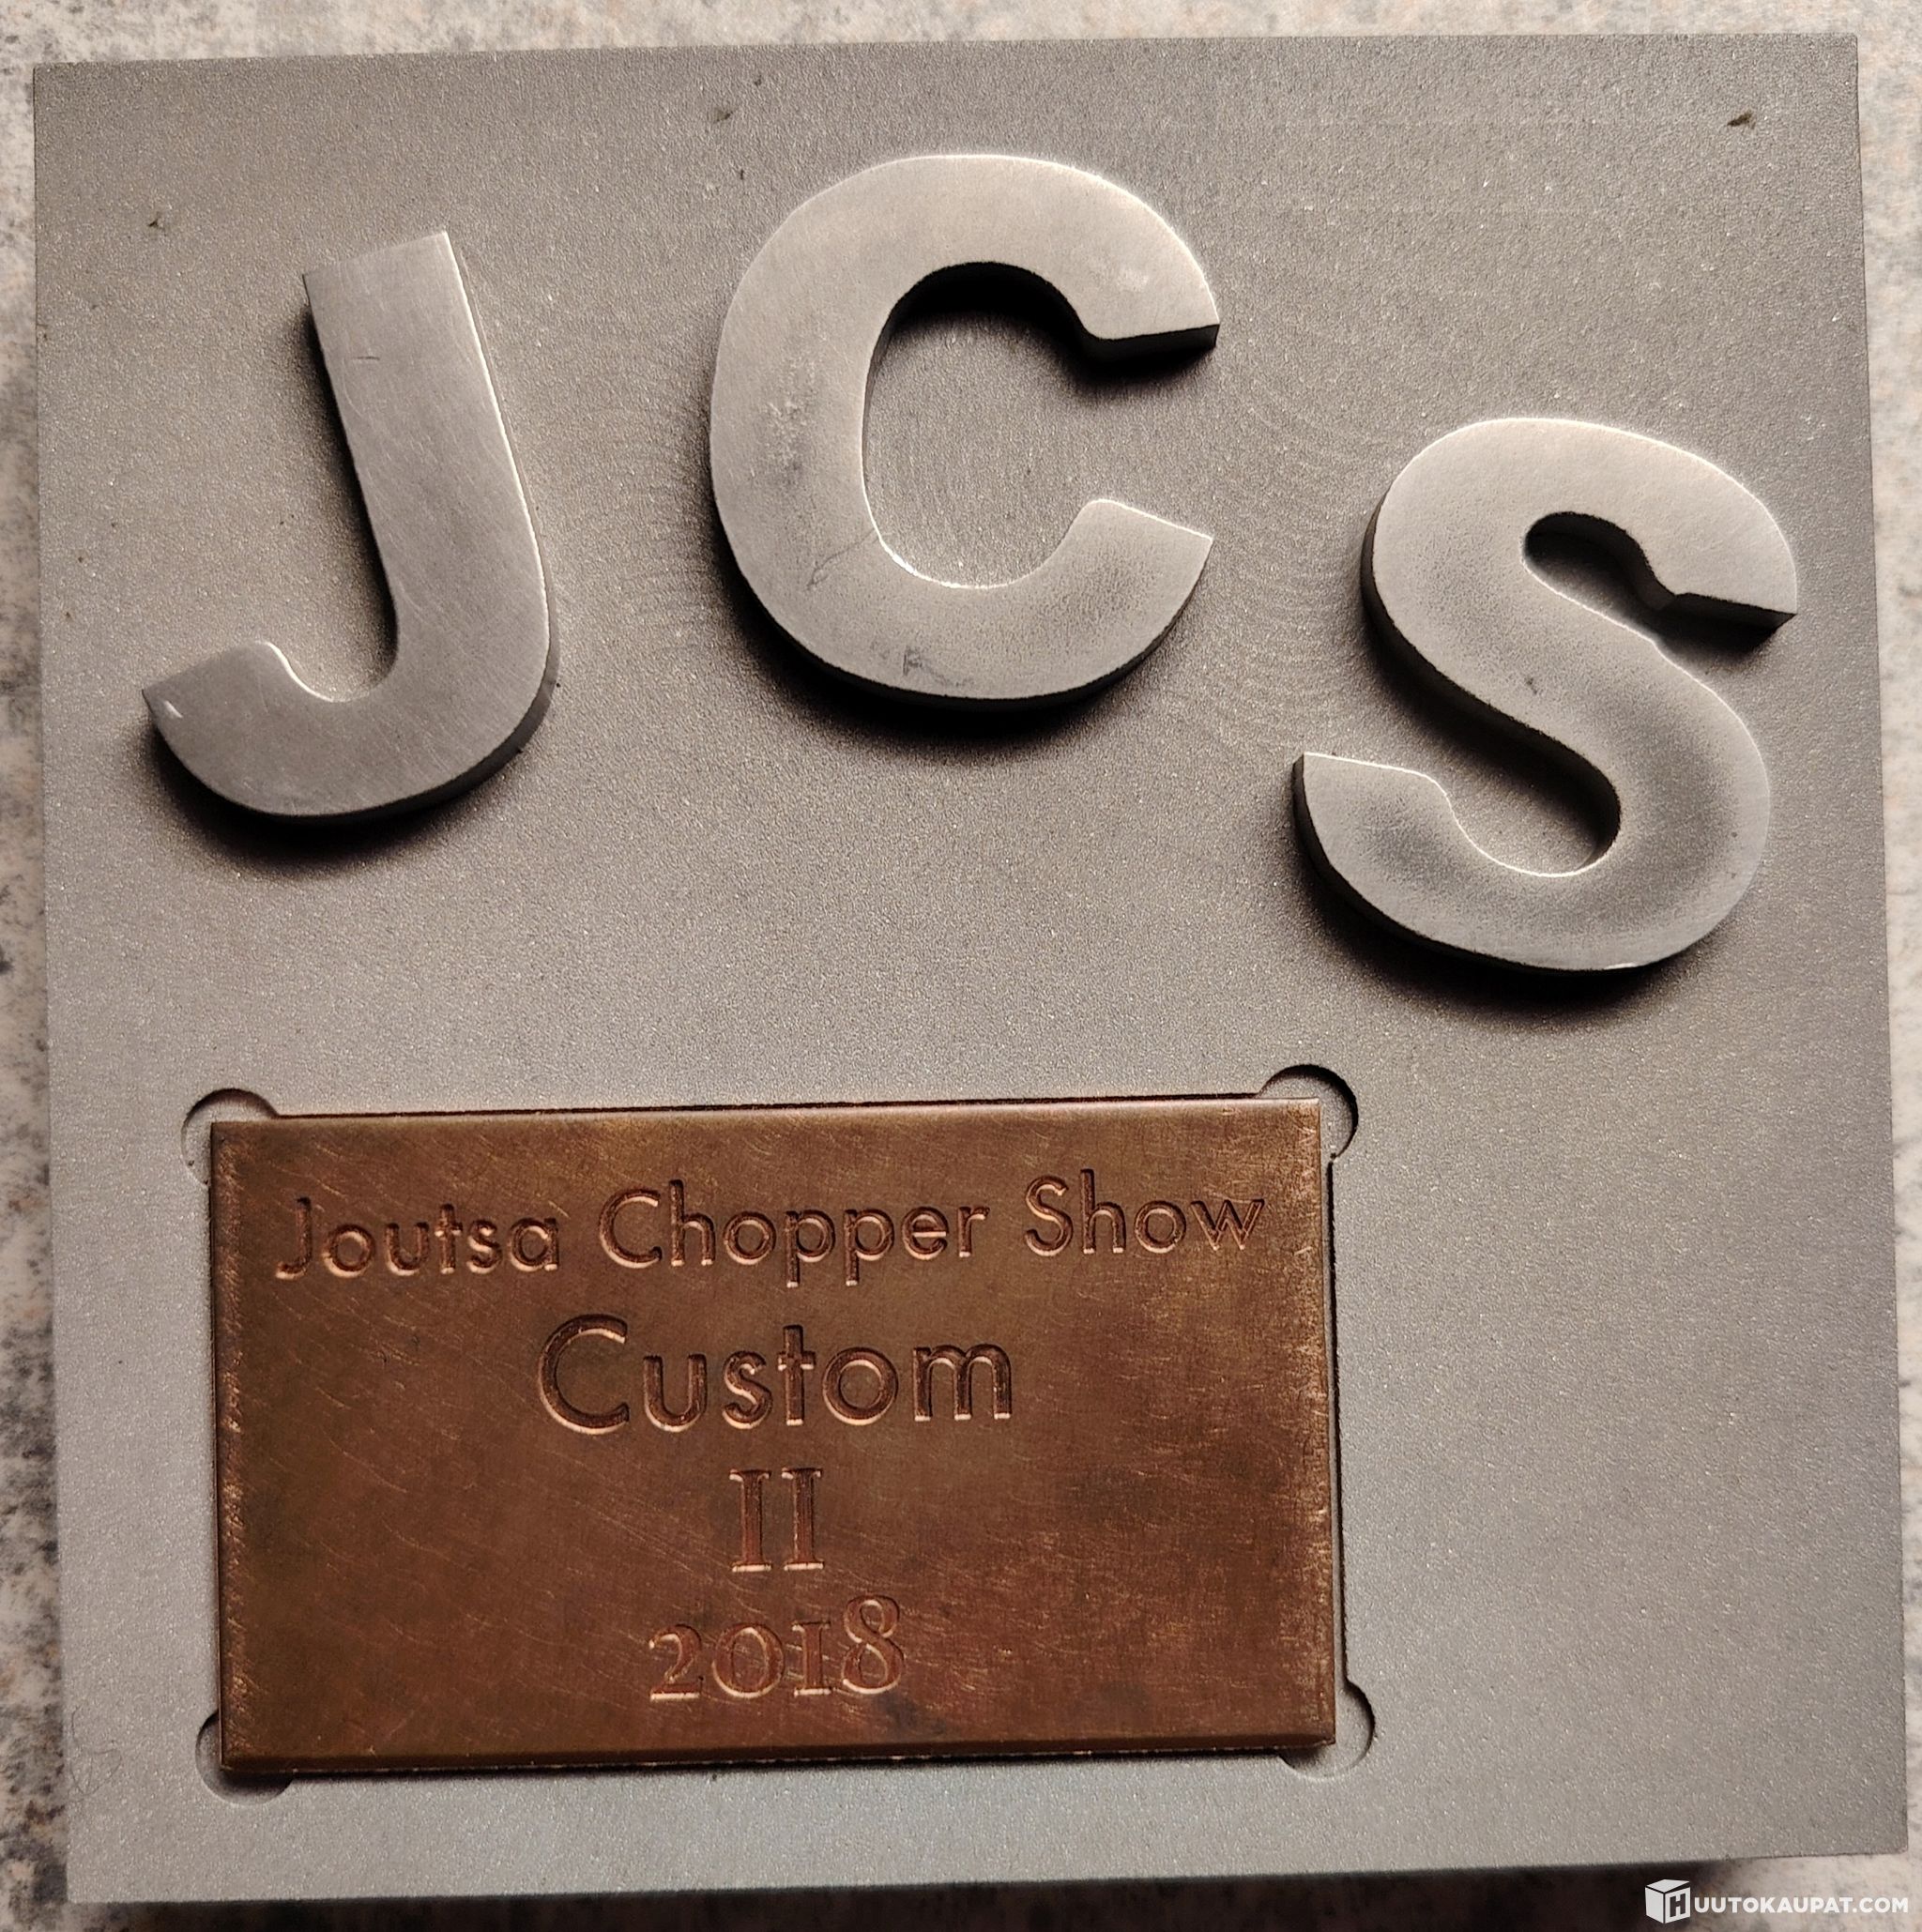 JCS
Joutsa Chopper Show
Custom
II
2018
HUUTOKAUPAT.COM